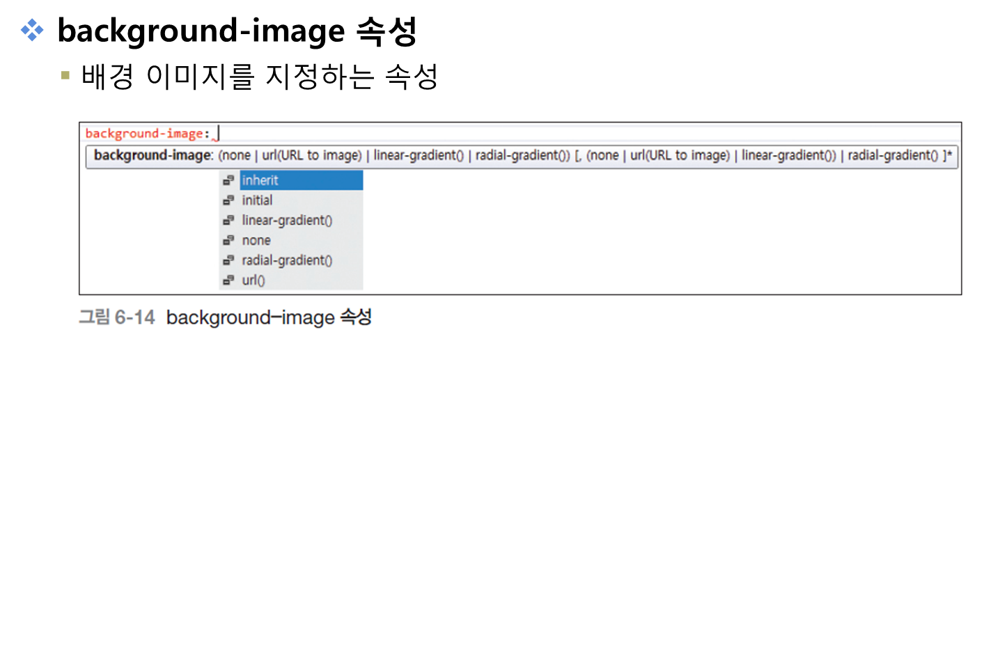 background-image 속성
배경 이미지를 지정하는 속성
background-image:
background-image: (none | url(URL to image) | linear-gradient() | radial-gradient()) [, (none | url(URL to image) | linear-gradient()) | radial-gradient() ]*
inherit
initial
linear-gradient()
none
radial-gradient()
url()
그림 6-14 background-image 속성